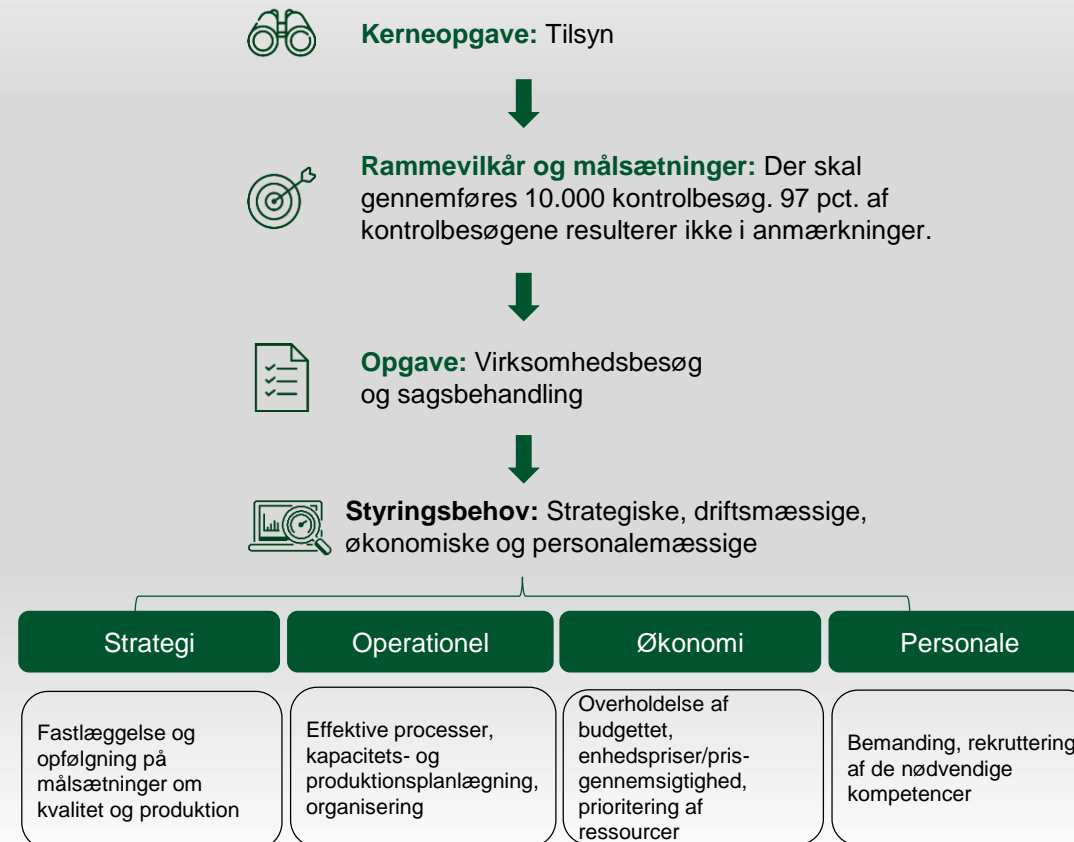 Kerneopgave: Tilsyn
Rammevilkår og målsætninger: Der skal
gennemføres 10.000 kontrolbesøg. 97 pct. af
kontrolbesøgene resulterer ikke i anmærkninger.
Opgave: Virksomhedsbesøg
og sagsbehandling
Styringsbehov: Strategiske, driftsmæssige,
økonomiske og personalemæssige
Strategi
Operationel
Økonomi
Personale
Fastlæggelse og
opfølgning på
målsætninger om
kvalitet og produktion
Effektive processer,
kapacitets- og
produktionsplanlægning,
organisering
Overholdelse af
budgettet,
enhedspriser/pris-
gennemsigtighed,
prioritering af
ressourcer
Bemanding, rekruttering
af de nødvendige
kompetencer